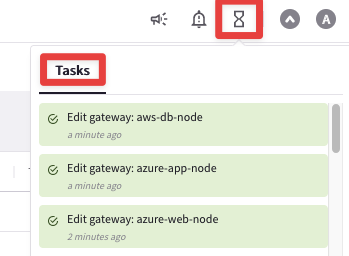 A
Tasks
Edit gateway: aws-db-node
a minute ago
Edit gateway: azure-app-node
a minute ago
Edit gateway: azure-web-node
2 minutes ago